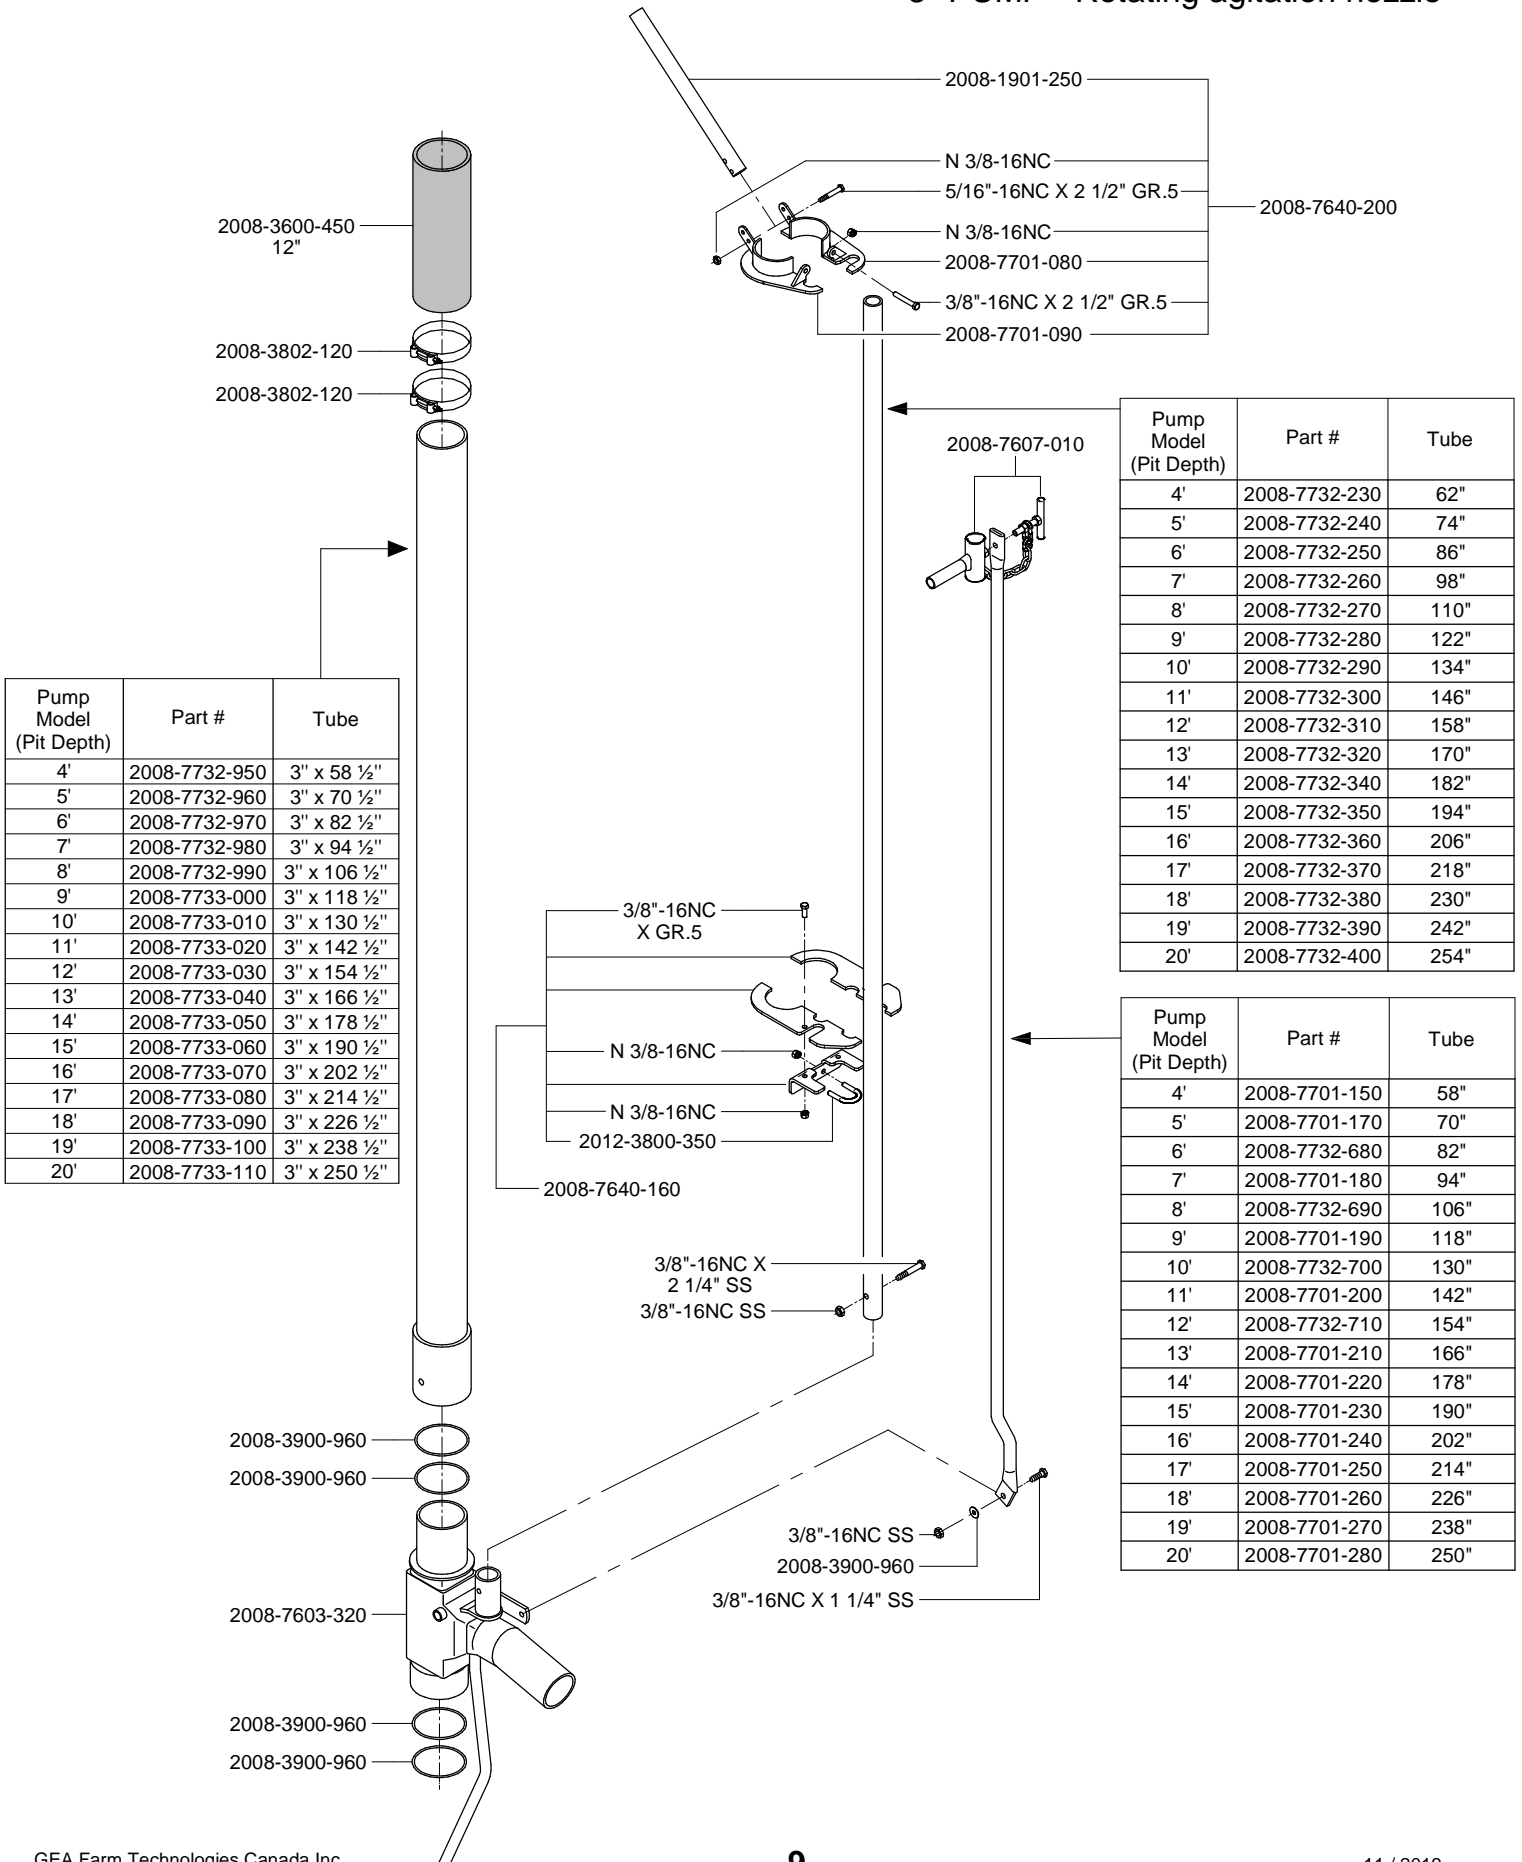 2008-1901-250
N 3/8-16NC
5/16"-16NC X 2 1/2" GR.5
2008-7640-200
N 3/8-16NC
2008-7701-080
3/8"-16NC X 2 1/2" GR.5
2008-7701-090
2008-3600-450
12"
2008-3802-120
2008-3802-120
2008-7607-010
Pump Model (Pit Depth) Part # Tube
4' 2008-7732-230 62"
5' 2008-7732-240 74"
6' 2008-7732-250 86"
7' 2008-7732-260 98"
8' 2008-7732-270 110"
9' 2008-7732-280 122"
10' 2008-7732-290 134"
11' 2008-7732-300 146"
12' 2008-7732-310 158"
13' 2008-7732-320 170"
14' 2008-7732-340 182"
15' 2008-7732-350 194"
16' 2008-7732-360 206"
17' 2008-7732-370 218"
18' 2008-7732-380 230"
19' 2008-7732-390 242"
20' 2008-7732-400 254"
Pump Model (Pit Depth) Part # Tube
4' 2008-7732-950 3" x 58 ½"
5' 2008-7732-960 3" x 70 ½"
6' 2008-7732-970 3" x 82 ½"
7' 2008-7732-980 3" x 94 ½"
8' 2008-7732-990 3" x 106 ½"
9' 2008-7733-000 3" x 118 ½"
10' 2008-7733-010 3" x 130 ½"
11' 2008-7733-020 3" x 142 ½"
12' 2008-7733-030 3" x 154 ½"
13' 2008-7733-040 3" x 166 ½"
14' 2008-7733-050 3" x 178 ½"
15' 2008-7733-060 3" x 190 ½"
16' 2008-7733-070 3" x 202 ½"
17' 2008-7733-080 3" x 214 ½"
18' 2008-7733-090 3" x 226 ½"
19' 2008-7733-100 3" x 238 ½"
20' 2008-7733-110 3" x 250 ½"
3/8"-16NC
X GR.5
N 3/8-16NC
N 3/8-16NC
2012-3800-350
2008-7640-160
Pump Model (Pit Depth) Part # Tube
4' 2008-7701-150 58"
5' 2008-7701-170 70"
6' 2008-7732-680 82"
7' 2008-7701-180 94"
8' 2008-7732-690 106"
9' 2008-7701-190 118"
10' 2008-7732-700 130"
11' 2008-7701-200 142"
12' 2008-7732-710 154"
13' 2008-7701-210 166"
14' 2008-7701-220 178"
15' 2008-7701-230 190"
16' 2008-7701-240 202"
17' 2008-7701-250 214"
18' 2008-7701-260 226"
19' 2008-7701-270 238"
20' 2008-7701-280 250"
3/8"-16NC X
2 1/4" SS
3/8"-16NC SS
2008-3900-960
2008-3900-960
3/8"-16NC SS
2008-3900-960
3/8"-16NC X 1 1/4" SS
2008-7603-320
2008-3900-960
2008-3900-960
GEA Farm Technologies Canada Inc
9